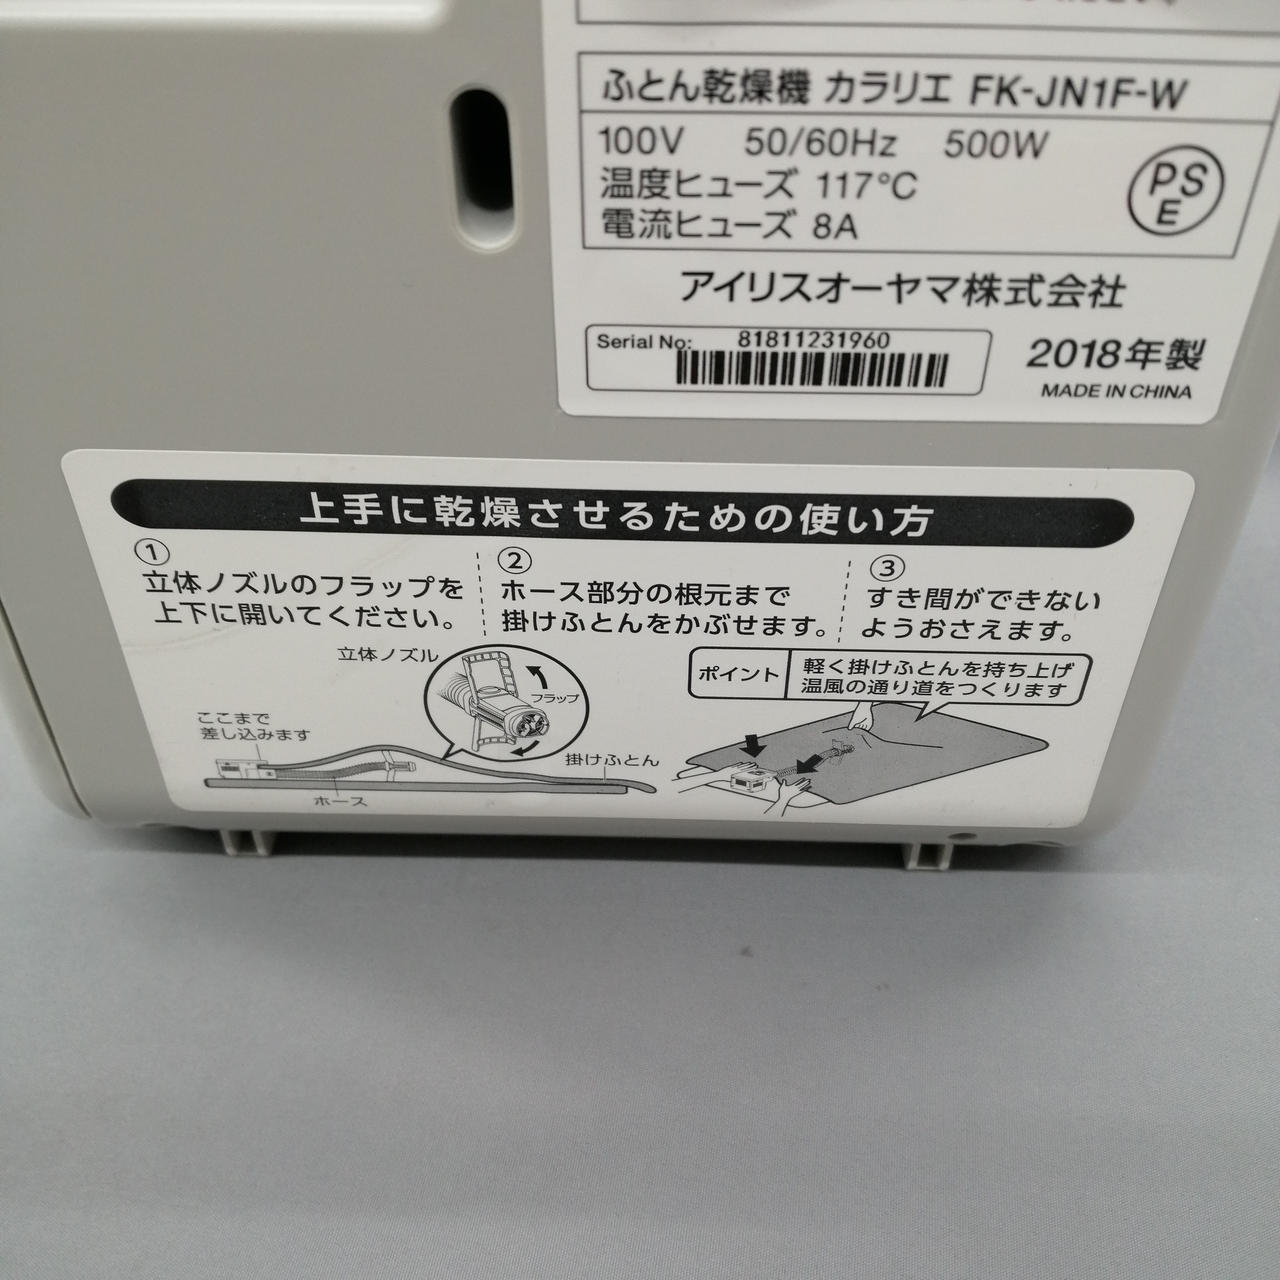 ふとん乾燥機 カラリエ FK-JN1F-W
100V 50/60Hz 500W
温度ヒューズ 117°C
電流ヒューズ 8A
PSE
アイリスオーヤマ株式会社
Serial No: 81811231960
2018年製
MADE IN CHINA
上手に乾燥させるための使い方
①
立体ノズルのフラップを
上下に開いてください。
②
ホース部分の根元まで
掛けふとんをかぶせます。
③
すき間ができない
ようおさえます。
立体ノズル
フラップ
ここまで
差し込みます
掛けふとん
ホース
ポイント
軽く掛けふとんを持ち上げ
温風の通り道をつくります